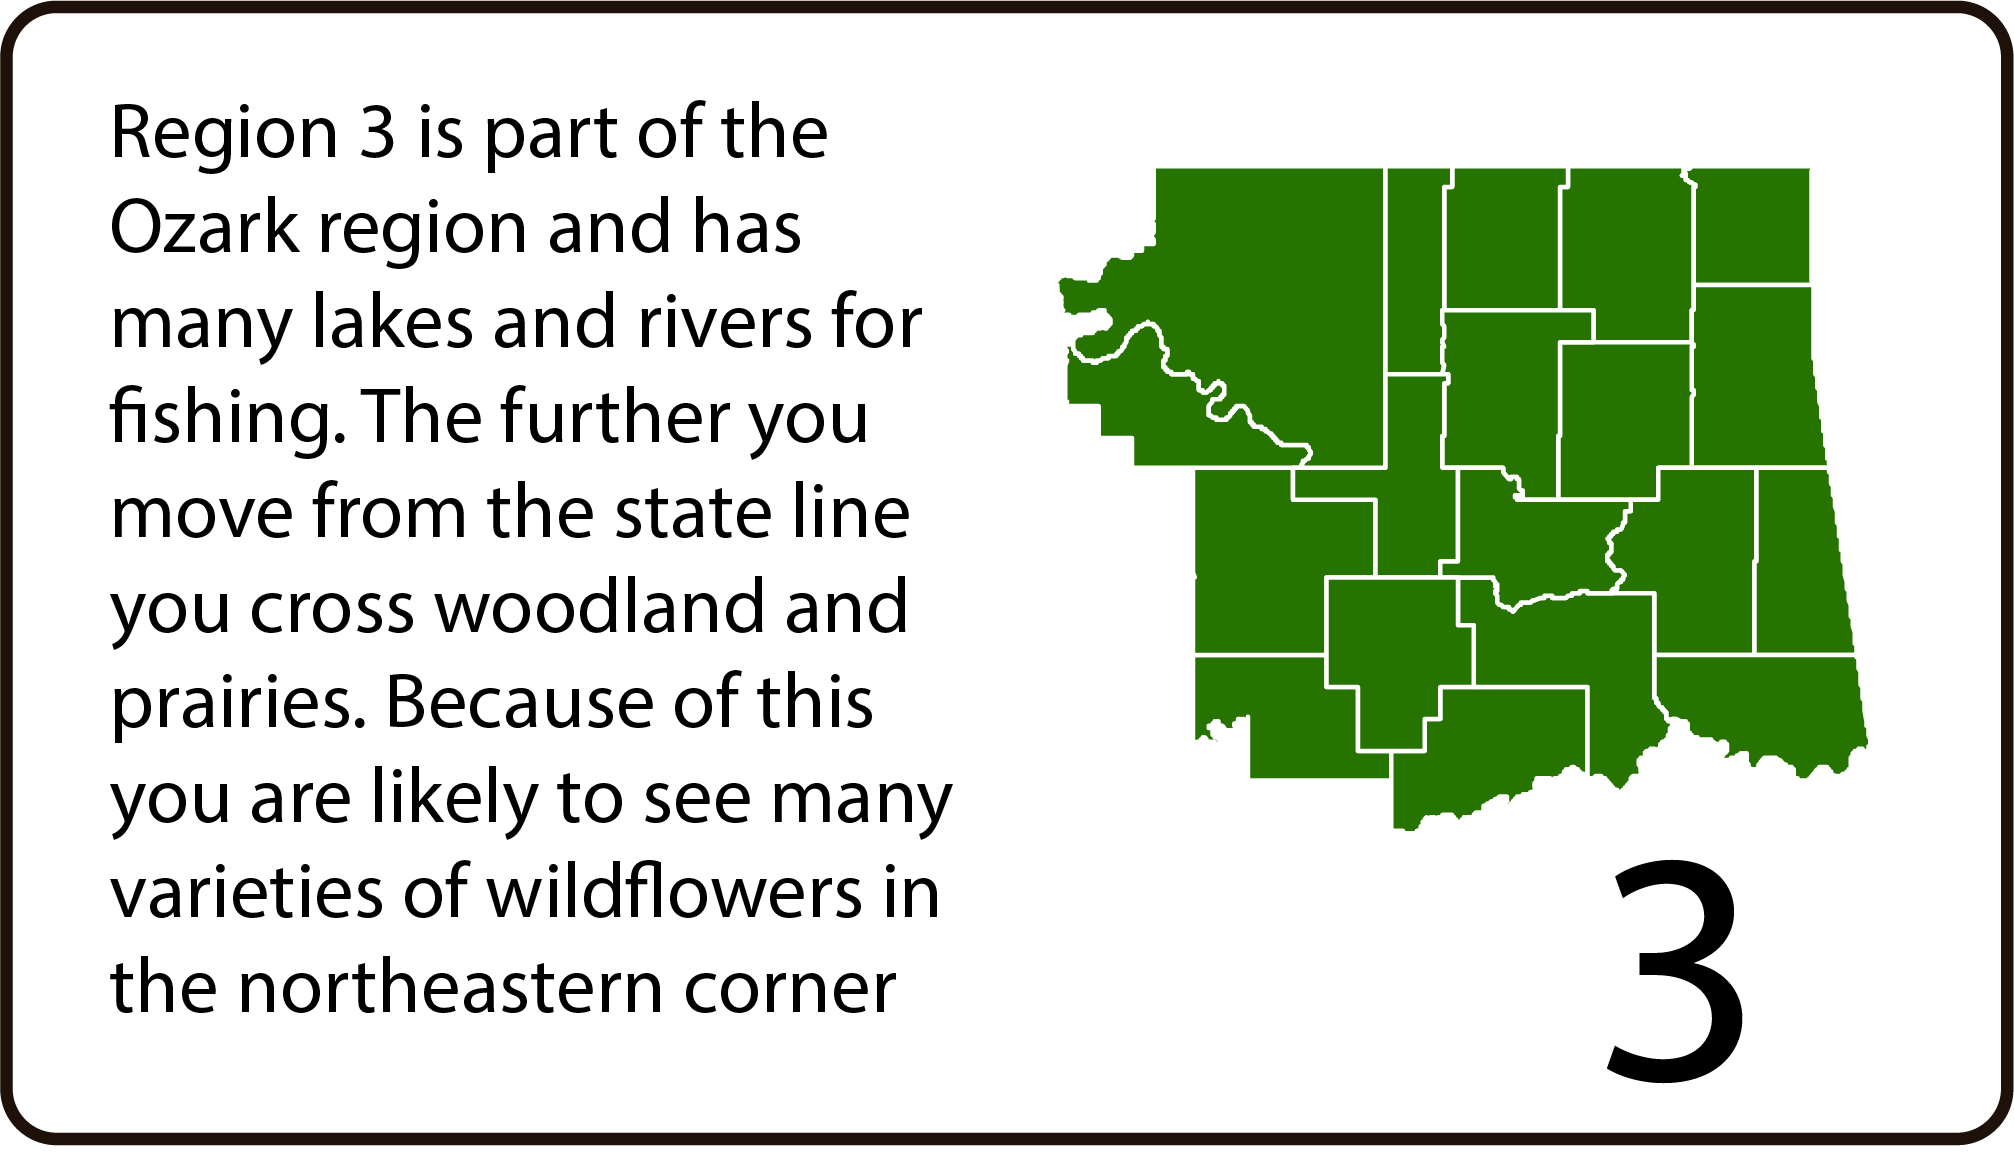 Region 3 is part of the
Ozark region and has
many lakes and rivers for
fishing. The further you
move from the state line
you cross woodland and
prairies. Because of this
you are likely to see many
varieties of wildflowers in
the northeastern corner
3